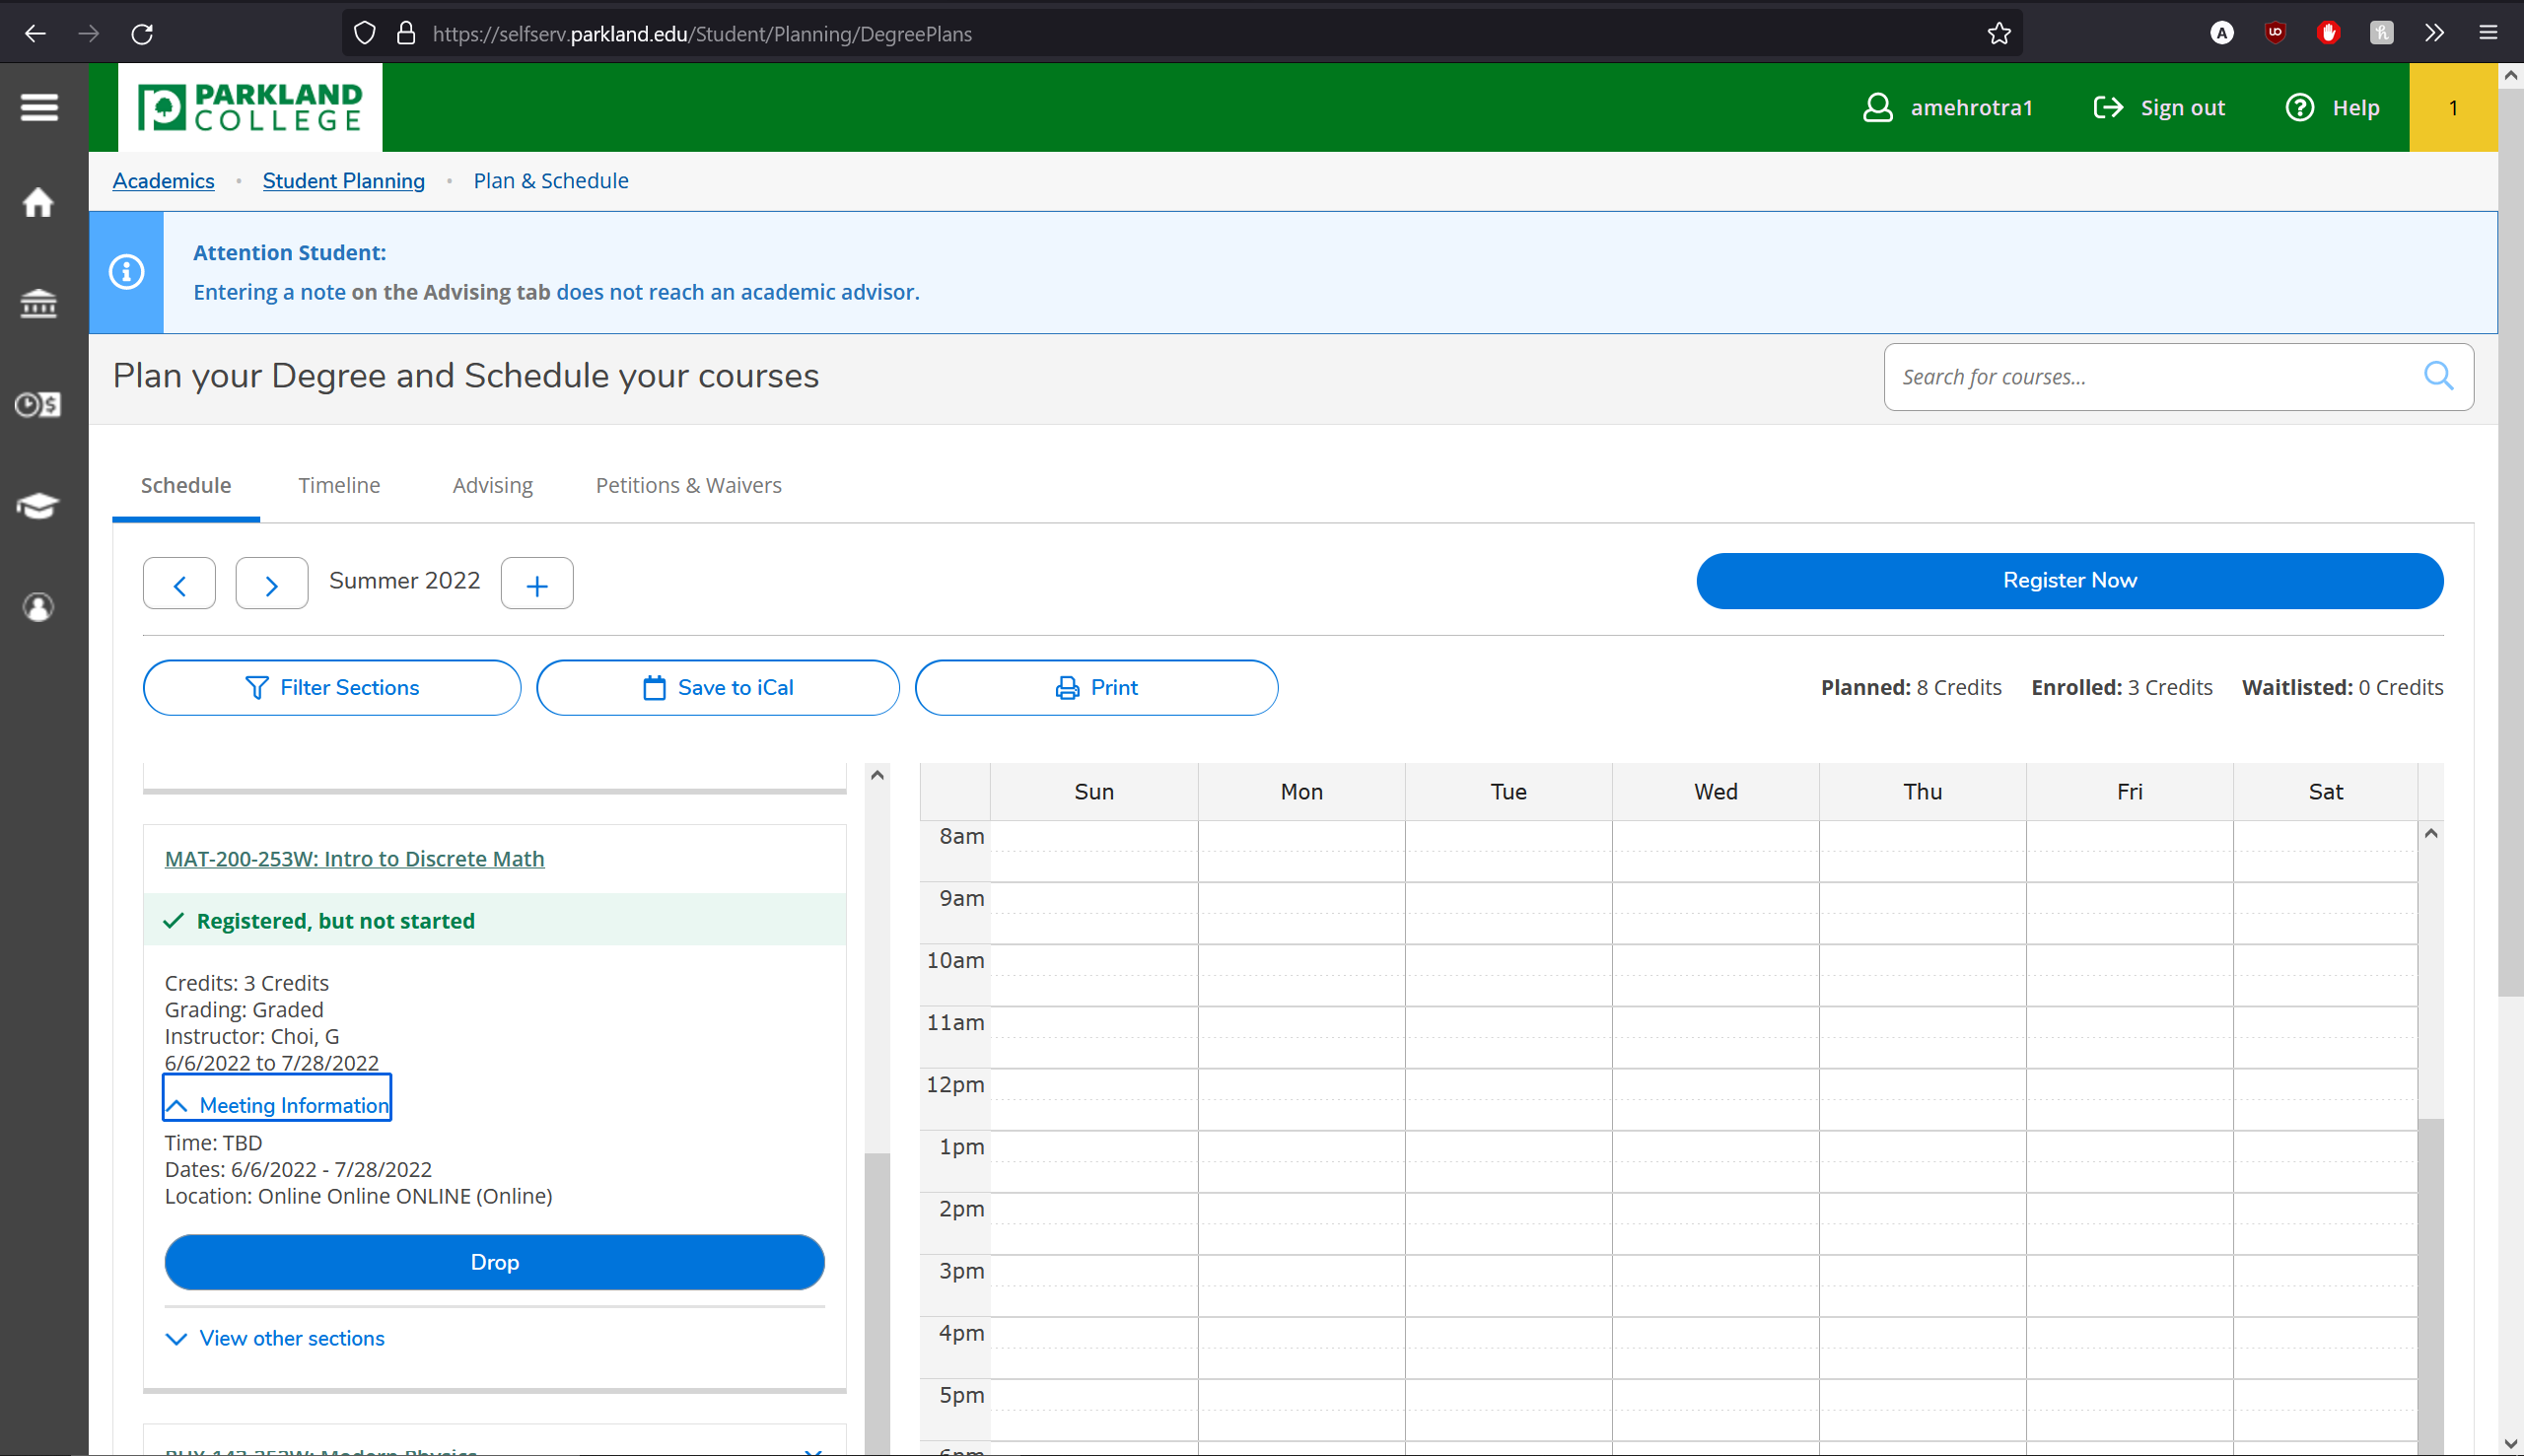 https://selfserv.parkland.edu/Student/Planning/DegreePlans
PARKLAND
COLLEGE
amehrotra1
Sign out
Help
1
Academics • Student Planning • Plan & Schedule
Attention Student:
Entering a note on the Advising tab does not reach an academic advisor.
Plan your Degree and Schedule your courses
Search for courses...
Schedule Timeline Advising Petitions & Waivers
Summer 2022
Register Now
Filter Sections
Save to iCal
Print
Planned: 8 Credits Enrolled: 3 Credits Waitlisted: 0 Credits
MAT-200-253W: Intro to Discrete Math
Registered, but not started
Credits: 3 Credits
Grading: Graded
Instructor: Choi, G
6/6/2022 to 7/28/2022
Meeting Information
Time: TBD
Dates: 6/6/2022 - 7/28/2022
Location: Online Online ONLINE (Online)
Drop
View other sections
Sun Mon Tue Wed Thu Fri Sat
8am
9am
10am
11am
12pm
1pm
2pm
3pm
4pm
5pm